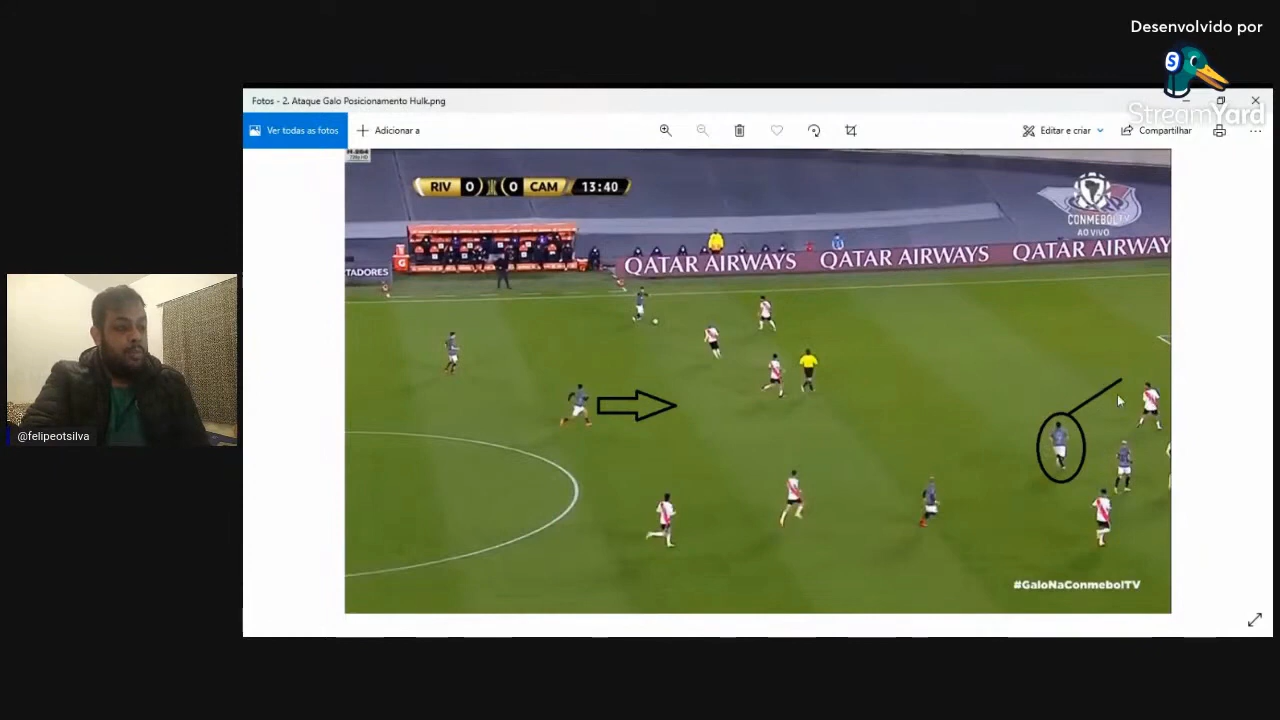 Desenvolvido por
StreamYard
Fotos - 2. Ataque Galo Posicionamento Hulk.png
Ver todas as fotos
Adicionar a
Editar e criar
Compartilhar
RIV 0 0 CAM 13:40
CONMEBOL TV
AO VIVO
TADORES
QATAR AIRWAYS QATAR AIRWAYS QATAR AIRWAY
@felipeotsilva
#GaloNaConmebolTV